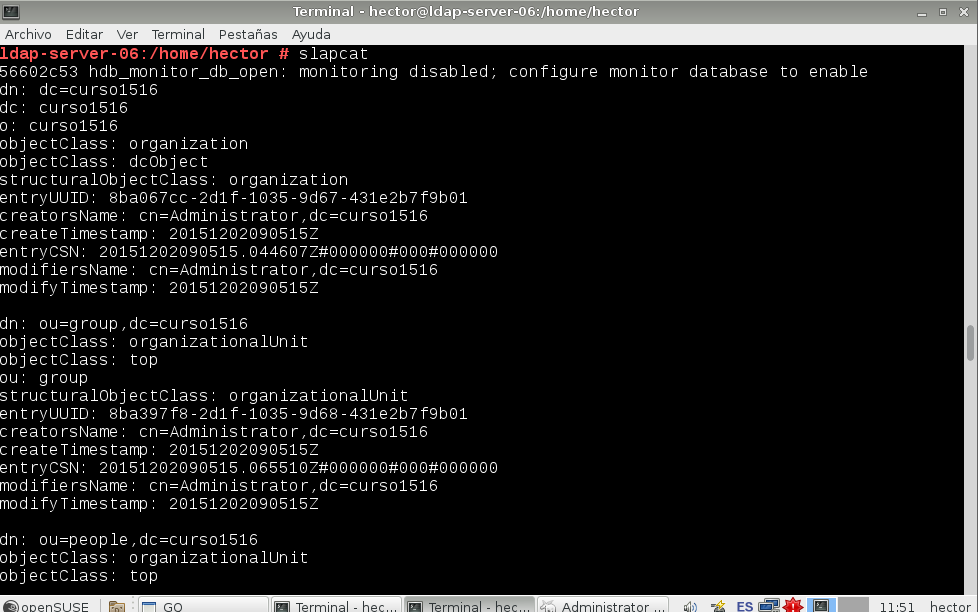 Terminal - hector@ldap-server-06:/home/hector
Archivo Editar Ver Terminal Pestañas Ayuda
ldap-server-06:/home/hector # slapcat
56602c53 hdb_monitor_db_open: monitoring disabled; configure monitor database to enable
dn: dc=curso1516
dc: curso1516
o: curso1516
objectClass: organization
objectClass: dcObject
structuralObjectClass: organization
entryUUID: 8ba067cc-2d1f-1035-9d67-431e2b7f9b01
creatorsName: cn=Administrator,dc=curso1516
createTimestamp: 20151202090515Z
entryCSN: 20151202090515.044607Z#000000#000#000000
modifiersName: cn=Administrator,dc=curso1516
modifyTimestamp: 20151202090515Z
dn: ou=group,dc=curso1516
objectClass: organizationalUnit
objectClass: top
ou: group
structuralObjectClass: organizationalUnit
entryUUID: 8ba397f8-2d1f-1035-9d68-431e2b7f9b01
creatorsName: cn=Administrator,dc=curso1516
createTimestamp: 20151202090515Z
entryCSN: 20151202090515.065510Z#000000#000#000000
modifiersName: cn=Administrator,dc=curso1516
modifyTimestamp: 20151202090515Z
dn: ou=people,dc=curso1516
objectClass: organizationalUnit
objectClass: top
openSUSE GO Terminal - hec... Terminal - hec... Administrator ... ES 11:51 hector